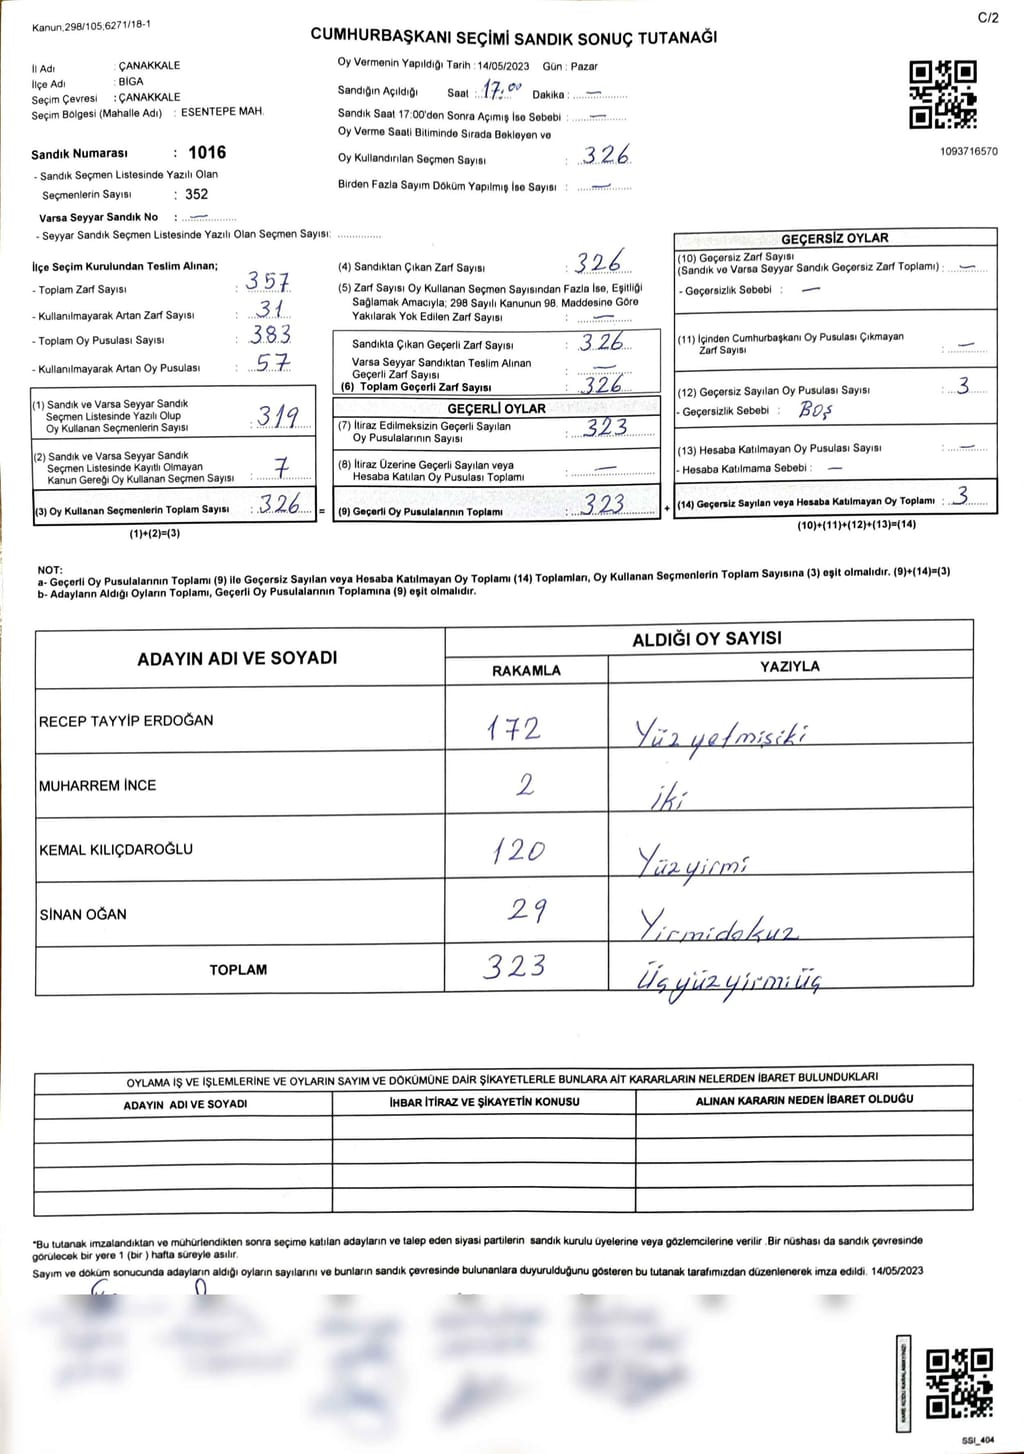 Kanun,298/105,6271/18-1
C/2
CUMHURBAŞKANI SEÇİMİ SANDIK SONUÇ TUTANAĞI
İl Adı : ÇANAKKALE
İlçe Adı : BİGA
Seçim Çevresi : ÇANAKKALE
Seçim Bölgesi (Mahalle Adı) : ESENTEPE MAH.
Sandık Numarası : 1016
- Sandık Seçmen Listesinde Yazılı Olan
Seçmenlerin Sayısı : 352
Varsa Seyyar Sandık No : —
- Seyyar Sandık Seçmen Listesinde Yazılı Olan Seçmen Sayısı: ..............
Oy Vermenin Yapıldığı Tarih : 14/05/2023 Gün : Pazar
Sandığın Açıldığı Saat : 17:00 Dakika : —
Sandık Saat 17:00'den Sonra Açımış İse Sebebi : —
Oy Verme Saati Bitiminde Sırada Bekleyen ve
Oy Kullandırılan Seçmen Sayısı : 326
Birden Fazla Sayım Döküm Yapılmış İse Sayısı : —
1093716570
İlçe Seçim Kurulundan Teslim Alınan;
- Toplam Zarf Sayısı : 357
- Kullanılmayarak Artan Zarf Sayısı : 31
- Toplam Oy Pusulası Sayısı : 383
- Kullanılmayarak Artan Oy Pusulası : 57
(1) Sandık ve Varsa Seyyar Sandık
Seçmen Listesinde Yazılı Olup
Oy Kullanan Seçmenlerin Sayısı : 319
(2) Sandık ve Varsa Seyyar Sandık
Seçmen Listesinde Kayıtlı Olmayan
Kanun Gereği Oy Kullanan Seçmen Sayısı : 7
(3) Oy Kullanan Seçmenlerin Toplam Sayısı : 326 =
(1)+(2)=(3)
(4) Sandıktan Çıkan Zarf Sayısı : 326
(5) Zarf Sayısı Oy Kullanan Seçmen Sayısından Fazla İse, Eşitliği
Sağlamak Amacıyla; 298 Sayılı Kanunun 98. Maddesine Göre
Yakılarak Yok Edilen Zarf Sayısı : —
Sandıkta Çıkan Geçerli Zarf Sayısı : 326
Varsa Seyyar Sandıktan Teslim Alınan
Geçerli Zarf Sayısı : —
(6) Toplam Geçerli Zarf Sayısı : 326
GEÇERLİ OYLAR
(7) İtiraz Edilmeksizin Geçerli Sayılan
Oy Pusulalarının Sayısı : 323
(8) İtiraz Üzerine Geçerli Sayılan veya
Hesaba Katılan Oy Pusulası Toplamı : —
(9) Geçerli Oy Pusulalarının Toplamı : 323 +
GEÇERSİZ OYLAR
(10) Geçersiz Zarf Sayısı
(Sandık ve Varsa Seyyar Sandık Geçersiz Zarf Toplamı) : —
- Geçersizlik Sebebi : —
(11) İçinden Cumhurbaşkanı Oy Pusulası Çıkmayan
Zarf Sayısı : —
(12) Geçersiz Sayılan Oy Pusulası Sayısı : 3
- Geçersizlik Sebebi : BOŞ
(13) Hesaba Katılmayan Oy Pusulası Sayısı : —
- Hesaba Katılmama Sebebi : —
(14) Geçersiz Sayılan veya Hesaba Katılmayan Oy Toplamı : 3
(10)+(11)+(12)+(13)=(14)
NOT:
a- Geçerli Oy Pusulalarının Toplamı (9) ile Geçersiz Sayılan veya Hesaba Katılmayan Oy Toplamı (14) Toplamları, Oy Kullanan Seçmenlerin Toplam Sayısına (3) eşit olmalıdır. (9)+(14)=(3)
b- Adayların Aldığı Oyların Toplamı, Geçerli Oy Pusulalarının Toplamına (9) eşit olmalıdır.
ADAYIN ADI VE SOYADI ALDIĞI OY SAYISI
RAKAMLA YAZIYLA
RECEP TAYYİP ERDOĞAN 172 Yüzyetmişiki
MUHARREM İNCE 2 iki
KEMAL KILIÇDAROĞLU 120 Yüzyirmi
SİNAN OĞAN 29 Yirmidokuz
TOPLAM 323 Üçyüzyirmiüç
OYLAMA İŞ VE İŞLEMLERİNE VE OYLARIN SAYIM VE DÖKÜMÜNE DAİR ŞİKAYETLERLE BUNLARA AİT KARARLARIN NELERDEN İBARET BULUNDUKLARI
ADAYIN ADI VE SOYADI İHBAR İTİRAZ VE ŞİKAYETİN KONUSU ALINAN KARARIN NEDEN İBARET OLDUĞU
*Bu tutanak imzalandıktan ve mühürlendikten sonra seçime katılan adayların ve talep eden siyasi partilerin sandık kurulu üyelerine veya gözlemcilerine verilir .Bir nüshası da sandık çevresinde
görülecek bir yere 1 (bir ) hafta süreyle asılır.
Sayım ve döküm sonucunda adayların aldığı oyların sayılarını ve bunların sandık çevresinde bulunanlara duyurulduğunu gösteren bu tutanak tarafımızdan düzenlenerek imza edildi. 14/05/2023
KARE KODU KARALAMAYINIZ!
SSI_404